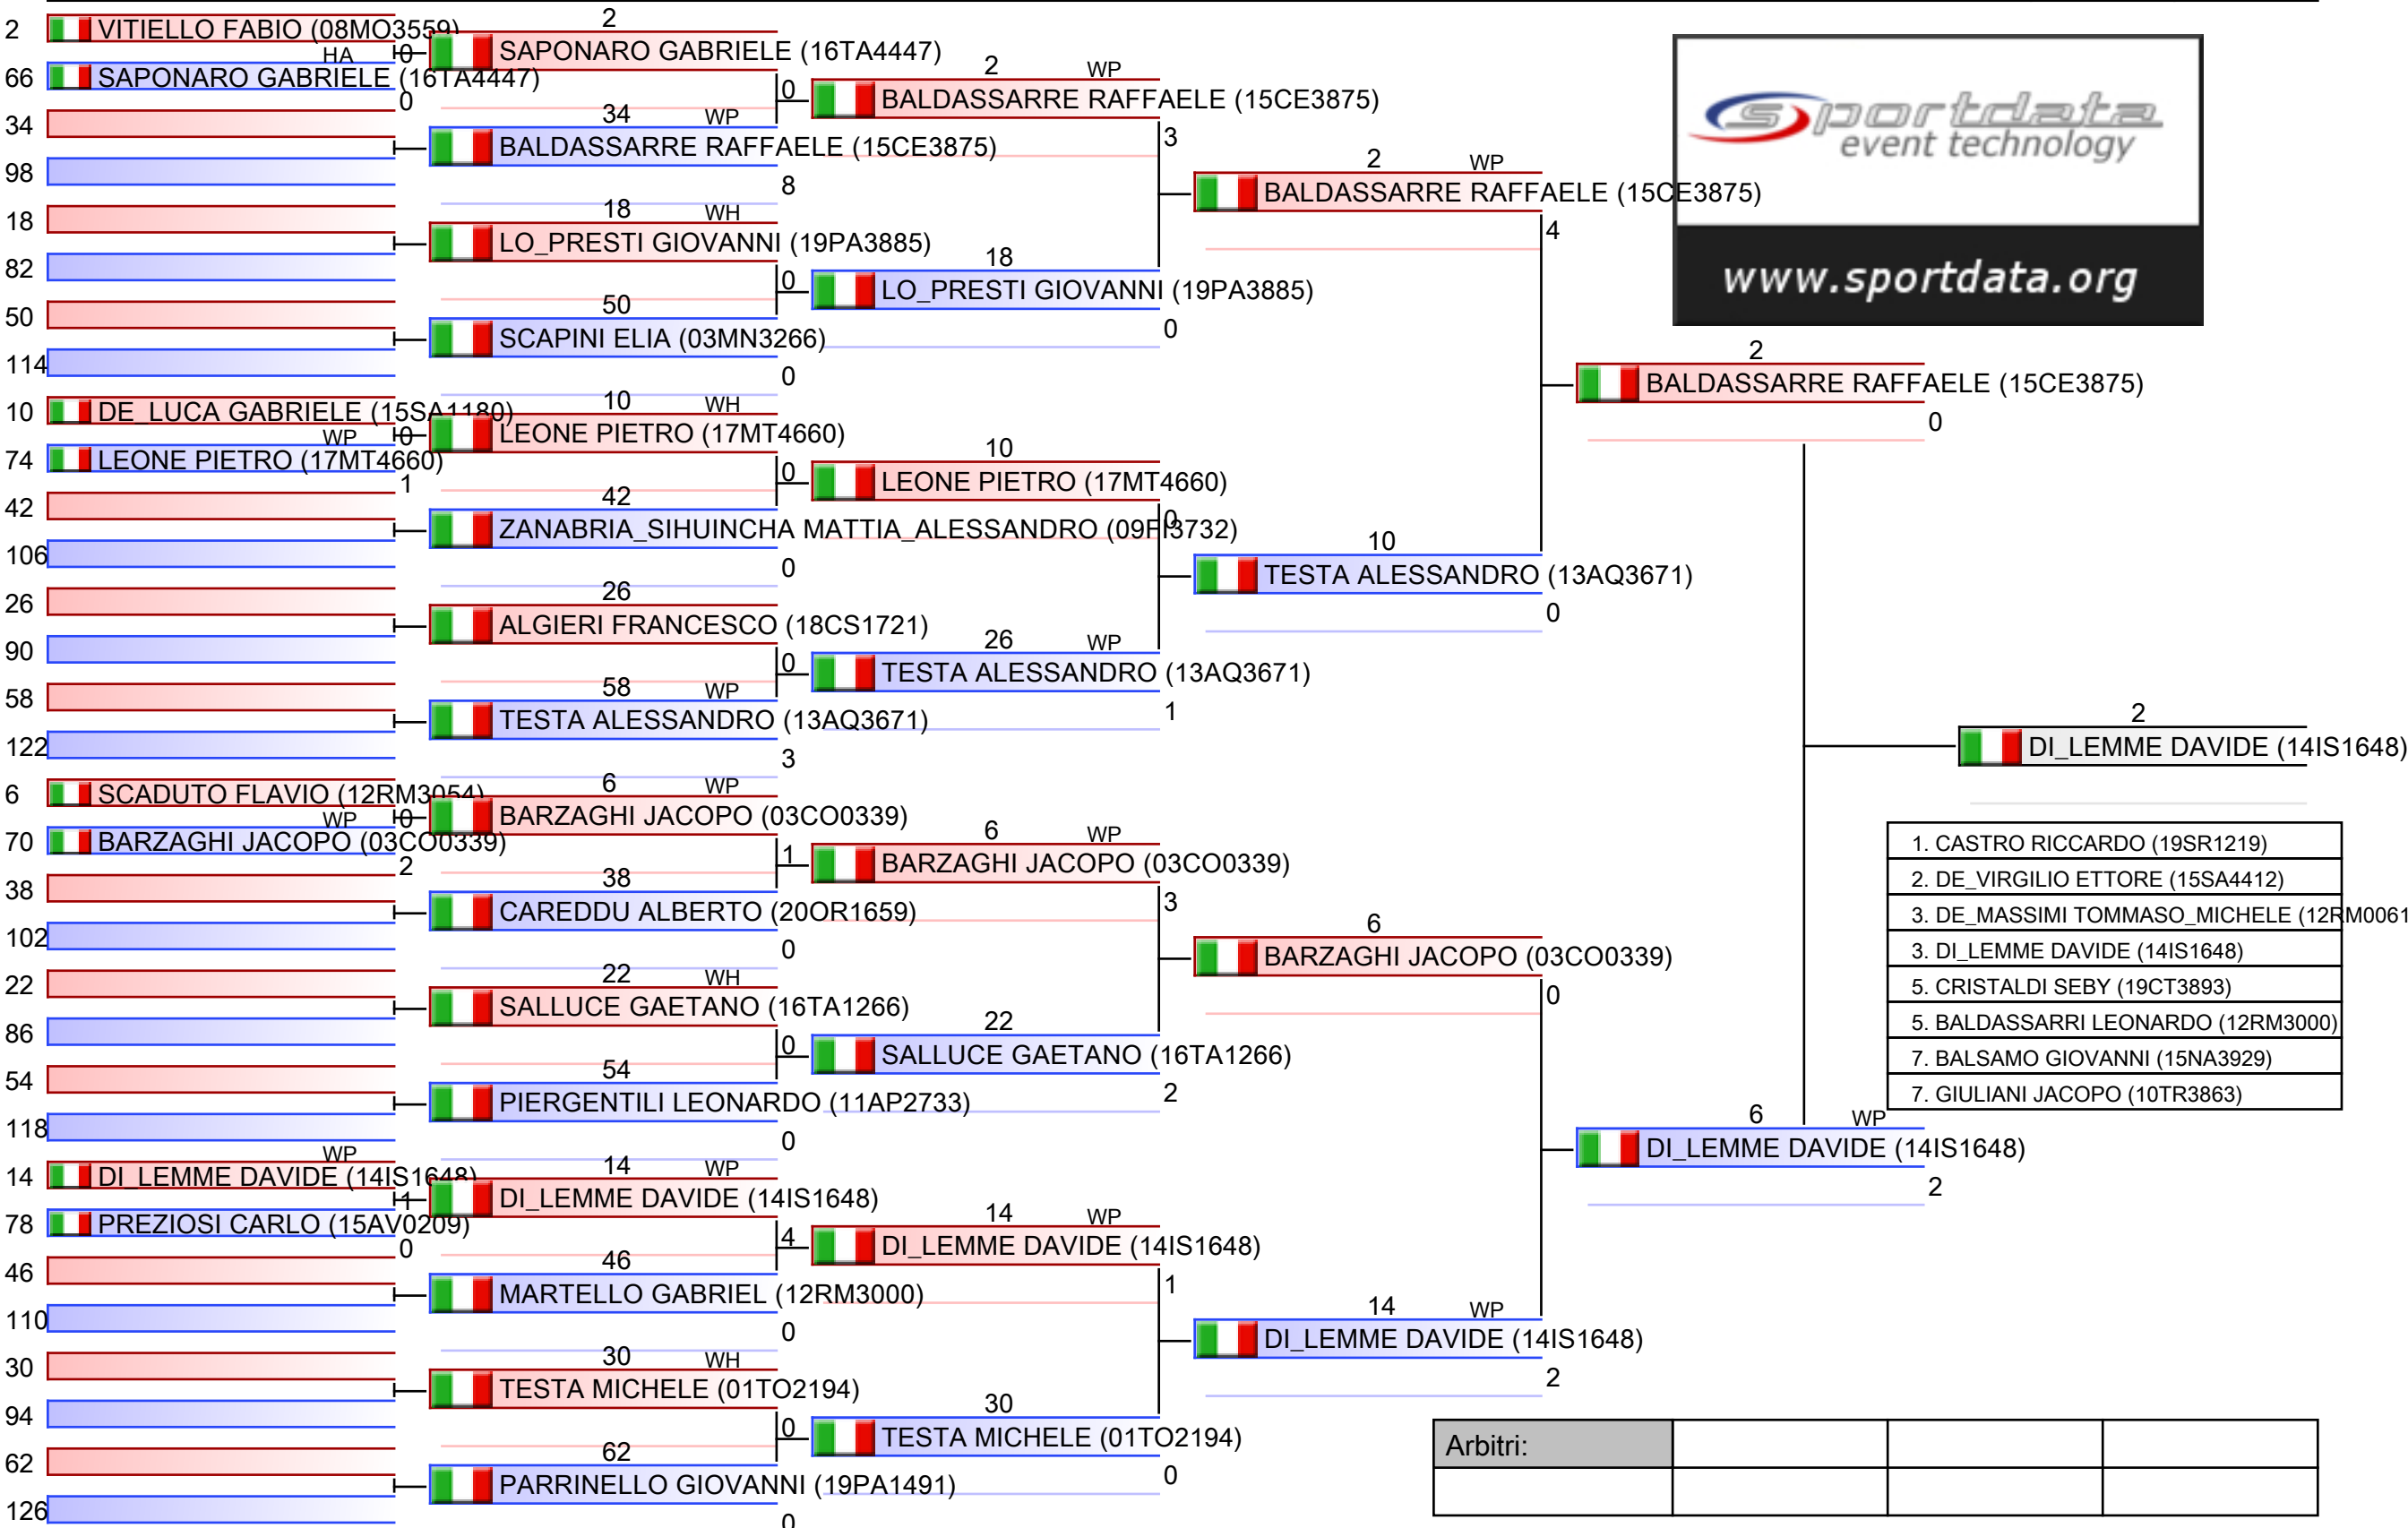 2 VITIELLO FABIO (08MO3559)
HA 0
66 SAPONARO GABRIELE (16TA4447)
0
34
98
18
82
50
114
10 DE_LUCA GABRIELE (15SA1180)
WP 0
74 LEONE PIETRO (17MT4660)
1
42
106
26
90
58
122
6 SCADUTO FLAVIO (12RM3054)
WP 0
70 BARZAGHI JACOPO (03CO0339)
2
38
102
22
86
54
118
WP
14 DI_LEMME DAVIDE (14IS1648)
1
78 PREZIOSI CARLO (15AV0209)
0
46
110
30
94
62
126
2
SAPONARO GABRIELE (16TA4447)
0
34 WP
BALDASSARRE RAFFAELE (15CE3875)
8
18 WH
LO_PRESTI GIOVANNI (19PA3885)
0
50
SCAPINI ELIA (03MN3266)
0
10 WH
LEONE PIETRO (17MT4660)
0
42
ZANABRIA_SIHUINCHA MATTIA_ALESSANDRO (09FI3732)
0
26
ALGIERI FRANCESCO (18CS1721)
0
58 WP
TESTA ALESSANDRO (13AQ3671)
3
6 WP
BARZAGHI JACOPO (03CO0339)
1
38
CAREDDU ALBERTO (20OR1659)
0
22 WH
SALLUCE GAETANO (16TA1266)
0
54
PIERGENTILI LEONARDO (11AP2733)
0
14 WP
DI_LEMME DAVIDE (14IS1648)
4
46
MARTELLO GABRIEL (12RM3000)
0
30 WH
TESTA MICHELE (01TO2194)
0
62
PARRINELLO GIOVANNI (19PA1491)
0
2 WP
BALDASSARRE RAFFAELE (15CE3875)
3
18
LO_PRESTI GIOVANNI (19PA3885)
0
10
LEONE PIETRO (17MT4660)
0
26 WP
TESTA ALESSANDRO (13AQ3671)
1
6 WP
BARZAGHI JACOPO (03CO0339)
3
22
SALLUCE GAETANO (16TA1266)
2
14 WP
DI_LEMME DAVIDE (14IS1648)
1
30
TESTA MICHELE (01TO2194)
0
2 WP
BALDASSARRE RAFFAELE (15CE3875)
4
10
TESTA ALESSANDRO (13AQ3671)
0
6
BARZAGHI JACOPO (03CO0339)
0
14 WP
DI_LEMME DAVIDE (14IS1648)
2
sportdata
event technology
www.sportdata.org
2
BALDASSARRE RAFFAELE (15CE3875)
0
6 WP
DI_LEMME DAVIDE (14IS1648)
2
2
DI_LEMME DAVIDE (14IS1648)
1. CASTRO RICCARDO (19SR1219)
2. DE_VIRGILIO ETTORE (15SA4412)
3. DE_MASSIMI TOMMASO_MICHELE (12RM0061
3. DI_LEMME DAVIDE (14IS1648)
5. CRISTALDI SEBY (19CT3893)
5. BALDASSARRI LEONARDO (12RM3000)
7. BALSAMO GIOVANNI (15NA3929)
7. GIULIANI JACOPO (10TR3863)
Arbitri: